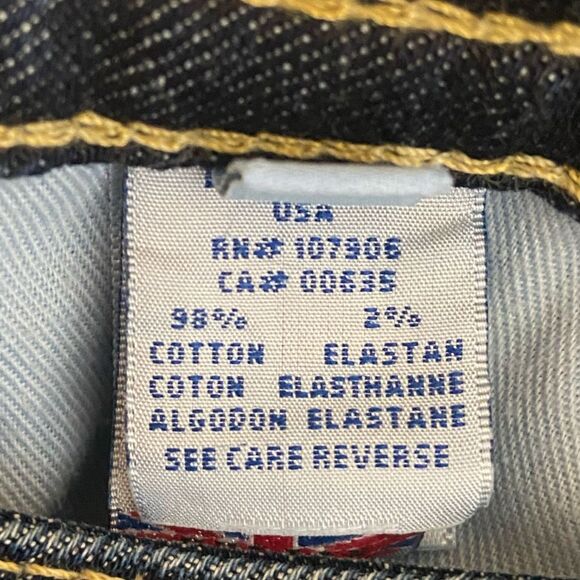 USA
RN# 107906
CA# 00635
98% 2%
COTTON ELASTAN
COTON ELASTHANNE
ALGODON ELASTANE
SEE CARE REVERSE